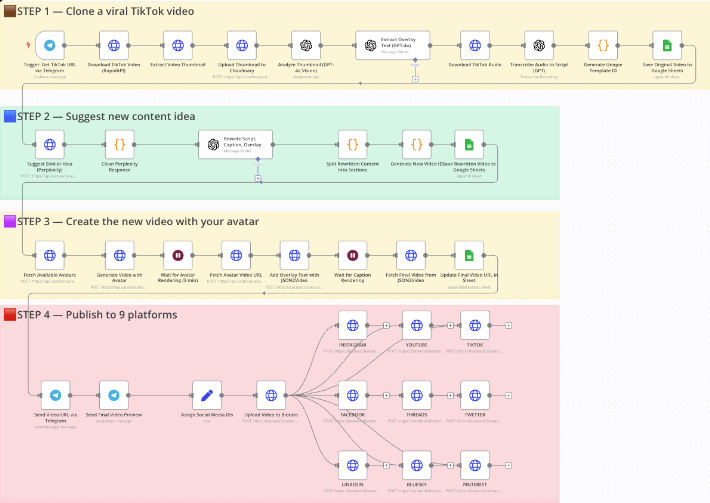 STEP 1 — Clone a viral TikTok video
Trigger: Get TikTok URL
via Telegram
Download TikTok Video
(RapidAPI)
Extract Video Thumbnail
Upload Thumbnail to
Cloudinary
Analyze Thumbnail (GPT-
4o Vision)
Extract Overlay
Text (GPT-4o)
Download TikTok Audio
Transcribe Audio to Script
(GPT)
Generate Unique
Template ID
Save Original Video to
Google Sheets
STEP 2 — Suggest new content idea
Suggest Similar Idea
(Perplexity)
Clean Perplexity
Response
Rewrite Script,
Caption, Overlay...
Split Rewritten Content
into Sections
Generate New Video ID
Save Rewritten Video to
Google Sheets
STEP 3 — Create the new video with your avatar
Fetch Available Avatars
Generate Video with
Avatar
Wait for Avatar
Rendering (3 min)
Fetch Avatar Video URL
Add Overlay Text with
JSON2Video
Wait for Caption
Rendering
Fetch Final Video from
JSON2Video
Update Final Video URL in
Sheet
STEP 4 — Publish to 9 platforms
INSTAGRAM
YOUTUBE
TIKTOK
Send Video URL via
Telegram
Send Final Video Preview
Assign Social Media IDs
Upload Video to Blotato
FACEBOOK
THREADS
TWETTER
LINKEDIN
BLUESKY
PINTEREST